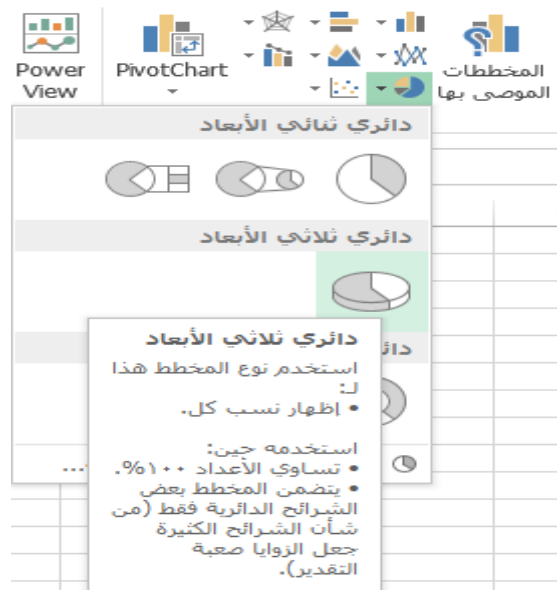 المخططات
الموصى بها
PivotChart
Power
View
دائري ثنائي الأبعاد
دائري ثلاثي الأبعاد
دائ
دائري ثلاثي الأبعاد
استخدم نوع المخطط هذا
لـ:
• إظهار نسب كل.
استخدمه حين:
• تساوي الأعداد ١٠٠%.
• يتضمن المخطط بعض
الشرائح الدائرية فقط (من
شأن الشرائح الكثيرة
جعل الزوايا صعبة
التقدير).
...